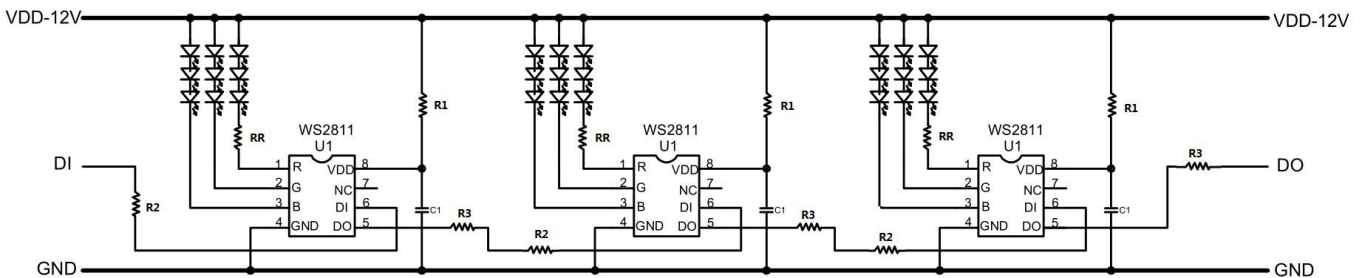 VDD-12V VDD-12V
R1 R1 R1
RR WS2811 RR WS2811 RR WS2811
U1 U1 U1
DI R3 DO
1 R VDD 8 1 R VDD 8 1 R VDD 8
2 G NC 7 2 G NC 7 2 G NC 7
R2 3 B DI 6 C1 3 B DI 6 C1 3 B DI 6 C1
4 GND DO 5 R3 4 GND DO 5 R3 4 GND DO 5
R2 R2
GND GND